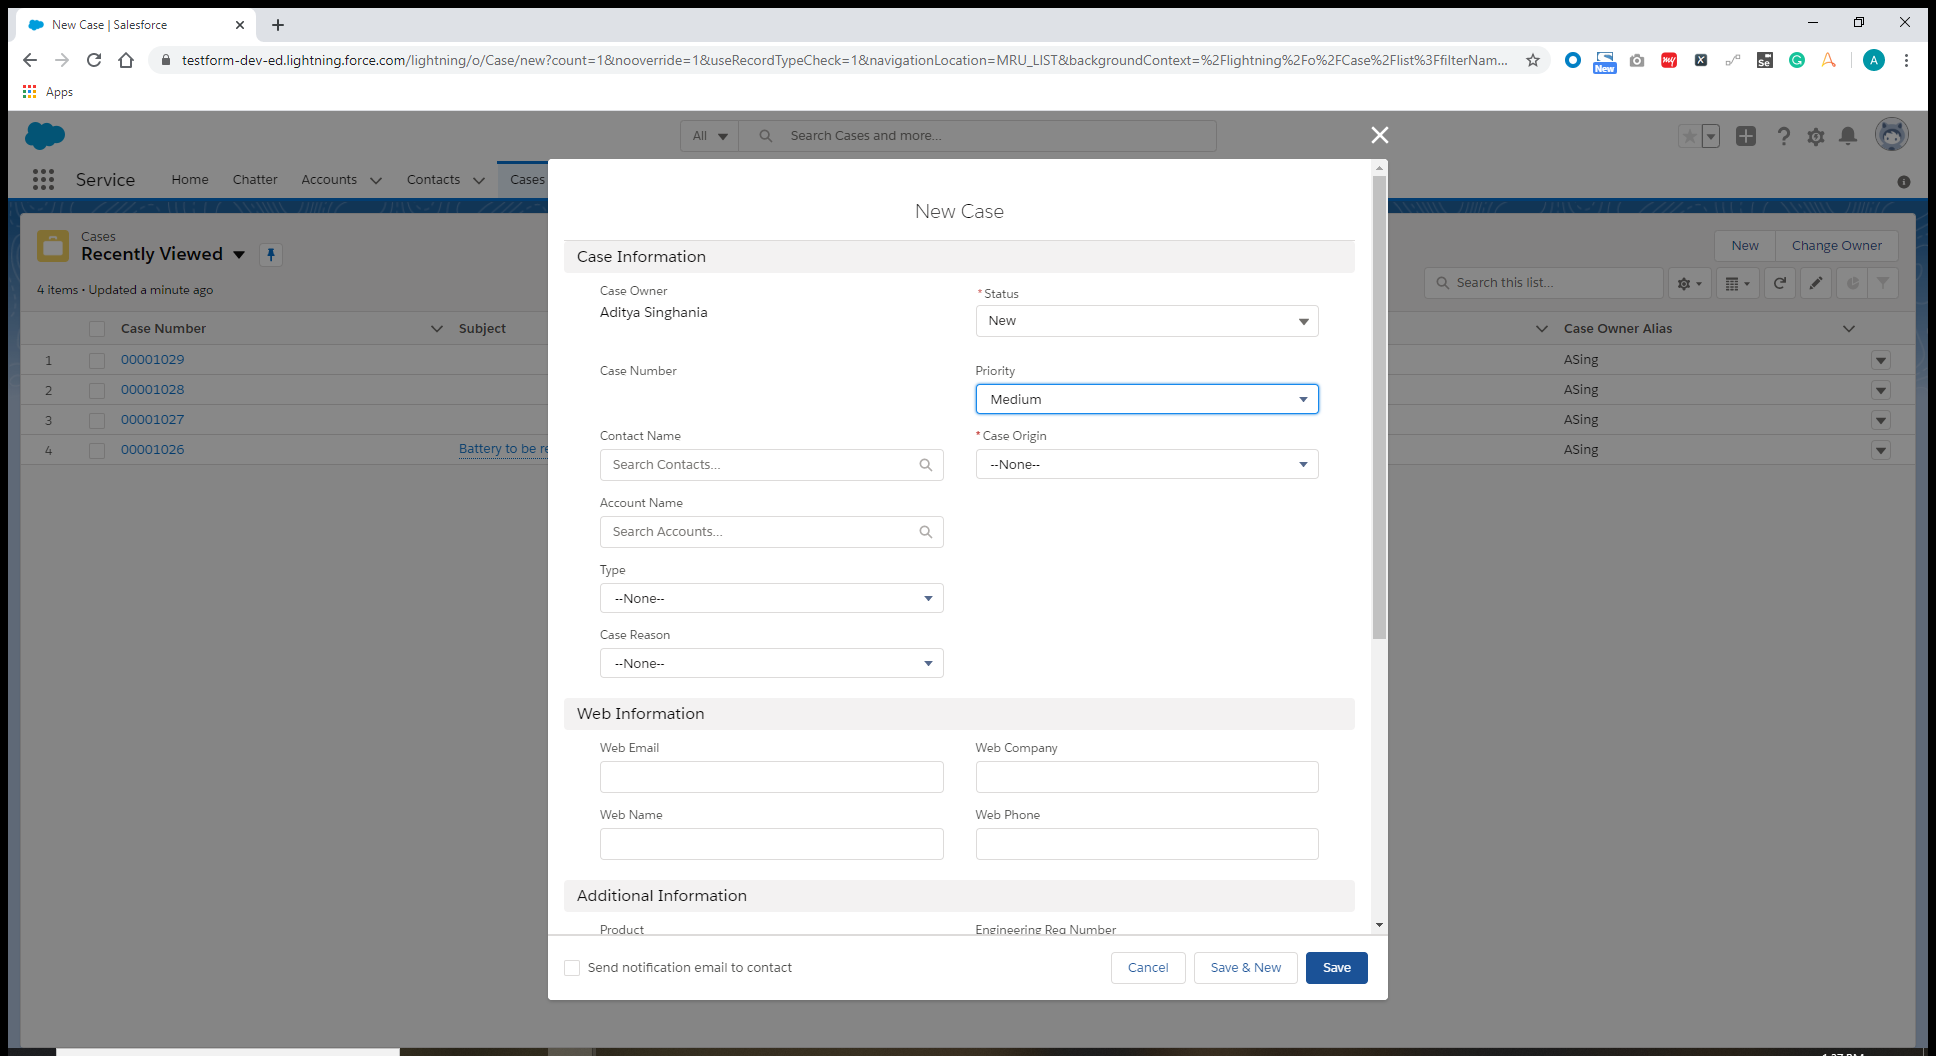 New Case | Salesforce
testform-dev-ed.lightning.force.com/lightning/o/Case/new?count=1&nooverride=1&useRecordTypeCheck=1&navigationLocation=MRU_LIST&backgroundContext=%2Flightning%2Fo%2FCase%2Flist%3FfilterNam...
New
my
X
Se
G
A
Apps
All
Search Cases and more...
Service
Home
Chatter
Accounts
Contacts
Cases
Cases
Recently Viewed
4 items • Updated a minute ago
New
Change Owner
Search this list...
Case Number
Subject
Case Owner Alias
1 00001029 ASing
2 00001028 ASing
3 00001027 ASing
4 00001026 Battery to be re ASing
New Case
Case Information
Case Owner
Aditya Singhania
*Status
New
Case Number
Priority
Medium
Contact Name
Search Contacts...
*Case Origin
--None--
Account Name
Search Accounts...
Type
--None--
Case Reason
--None--
Web Information
Web Email
Web Company
Web Name
Web Phone
Additional Information
Product
Engineering Req Number
Send notification email to contact
Cancel
Save & New
Save